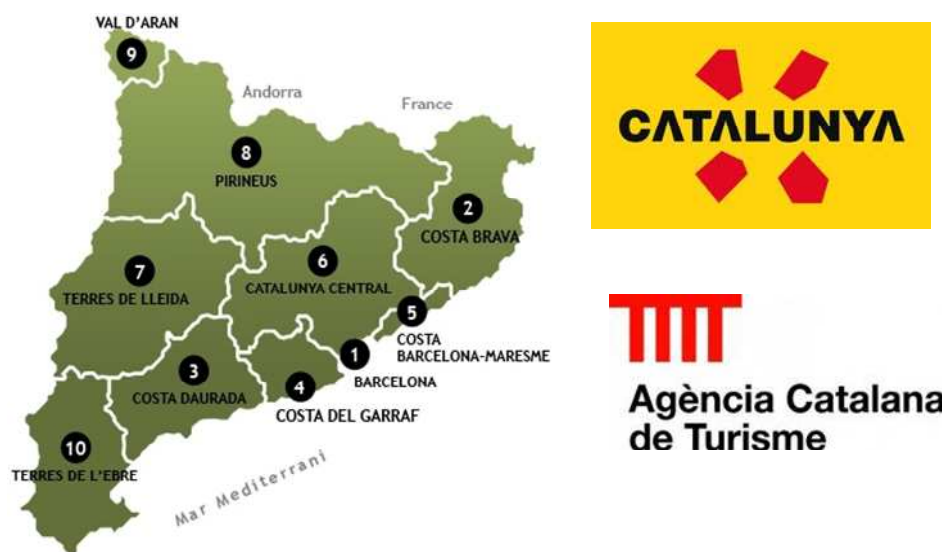 VAL D'ARAN
9
Andorra
France
8
PIRINEUS
2
COSTA BRAVA
7
TERRES DE LLEIDA
6
CATALUNYA CENTRAL
5
COSTA
BARCELONA-MARESME
1
BARCELONA
3
COSTA DAURADA
4
COSTA DEL GARRAF
10
TERRES DE L'EBRE
Mar Mediterrani
CATALUNYA
Agència Catalana
de Turisme